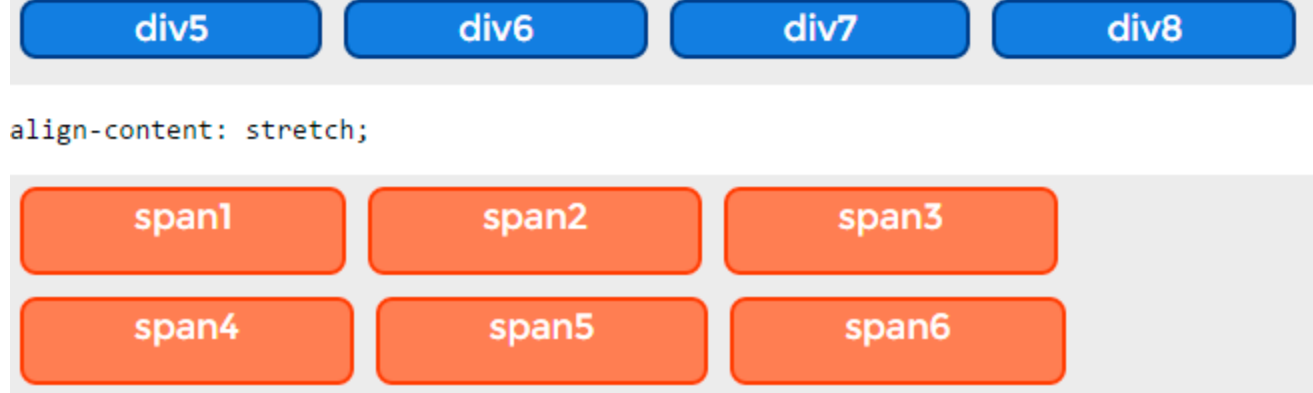 div5 div6 div7 div8
align-content: stretch;
span1 span2 span3
span4 span5 span6